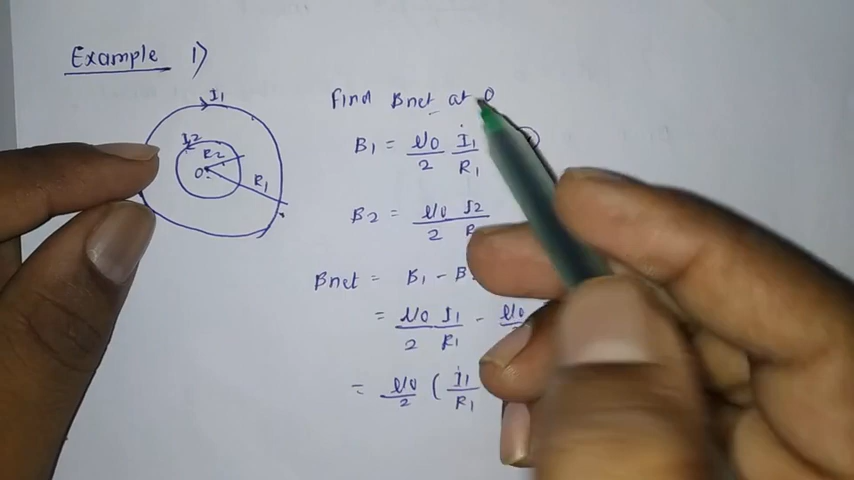 Example 1)
I1
I2
R2
O
R1
Find Bnet at O
B1 = μ0/2 I1/R1
B2 = μ0 I2/2
Bnet = B1 - B
= μ0/2 I1/R1 - μ0
= μ0/2 ( I1/R1